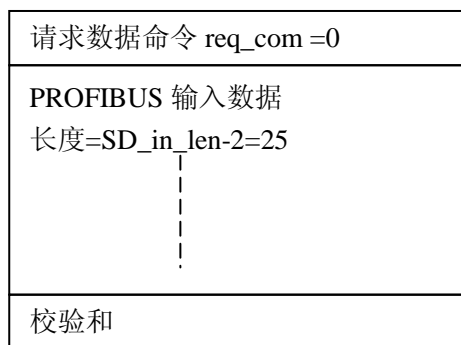 请求数据命令 req_com =0
PROFIBUS 输入数据
长度=SD_in_len-2=25
校验和